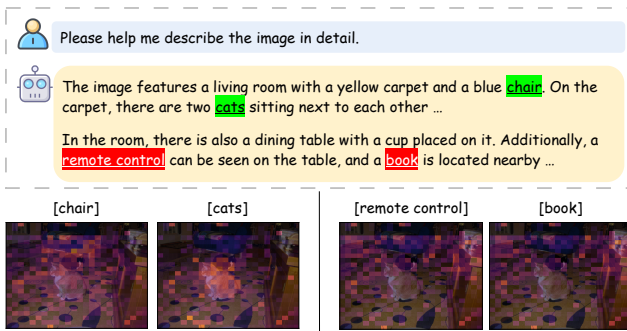 Please help me describe the image in detail.
The image features a living room with a yellow carpet and a blue chair. On the
carpet, there are two cats sitting next to each other ...
In the room, there is also a dining table with a cup placed on it. Additionally, a
remote control can be seen on the table, and a book is located nearby ...
[chair] [cats] [remote control] [book]